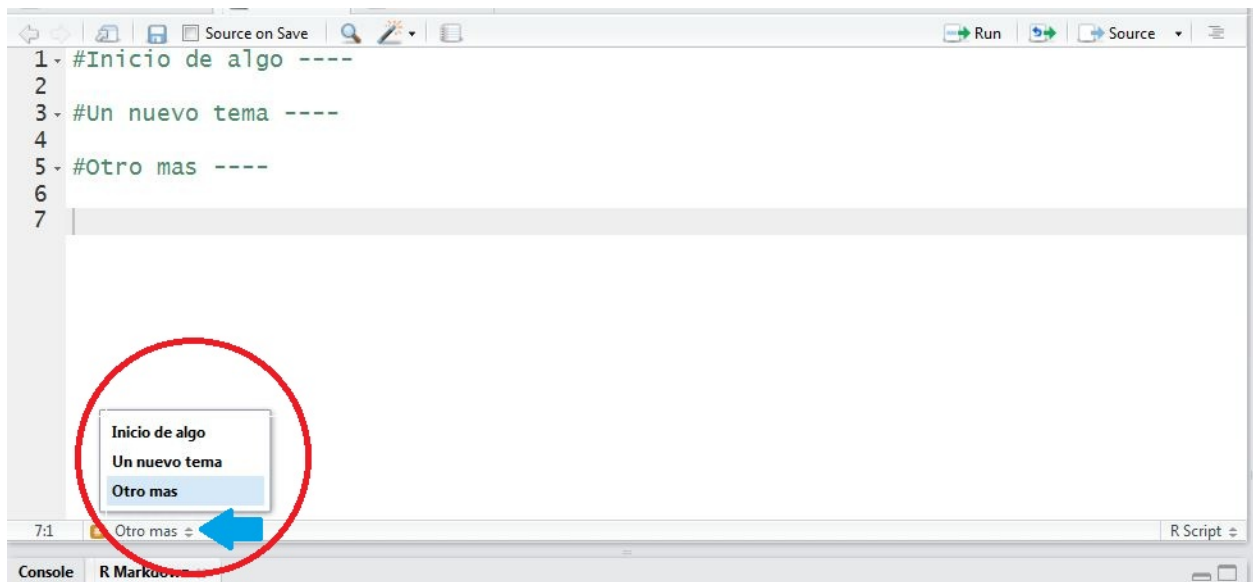 Source on Save Run Source
1 #Inicio de algo ----
2
3 #Un nuevo tema ----
4
5 #Otro mas ----
6
7
Inicio de algo
Un nuevo tema
Otro mas
7:1 Otro mas R Script
Console R Markdown